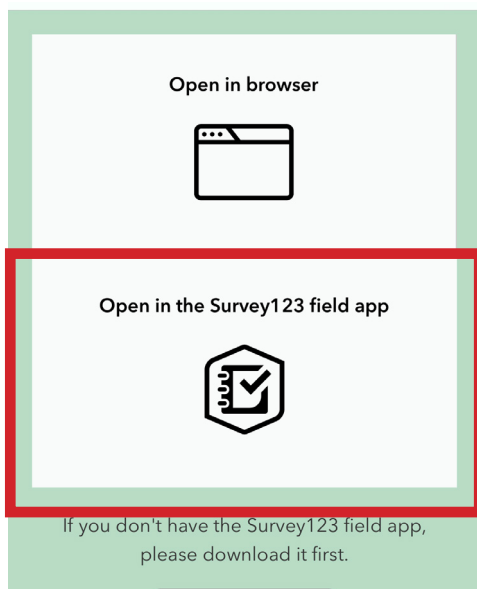 Open in browser
Open in the Survey123 field app
If you don't have the Survey123 field app,
please download it first.